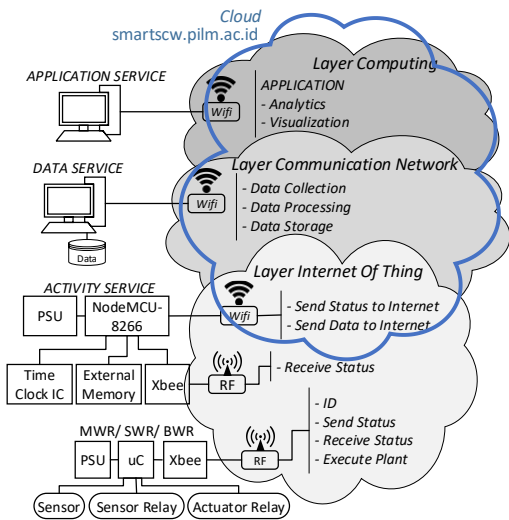 Cloud
smartscw.pilm.ac.id
Layer Computing
APPLICATION SERVICE
APPLICATION
- Analytics
- Visualization
Wifi
Layer Communication Network
DATA SERVICE
- Data Collection
- Data Processing
- Data Storage
Wifi
Data
Layer Internet Of Thing
ACTIVITY SERVICE
PSU
NodeMCU-
8266
Wifi
- Send Status to Internet
- Send Data to Internet
Time
Clock IC
External
Memory
Xbee
RF
- Receive Status
- ID
- Send Status
- Receive Status
- Execute Plant
MWR/ SWR/ BWR
PSU
uC
Xbee
RF
Sensor
Sensor Relay
Actuator Relay